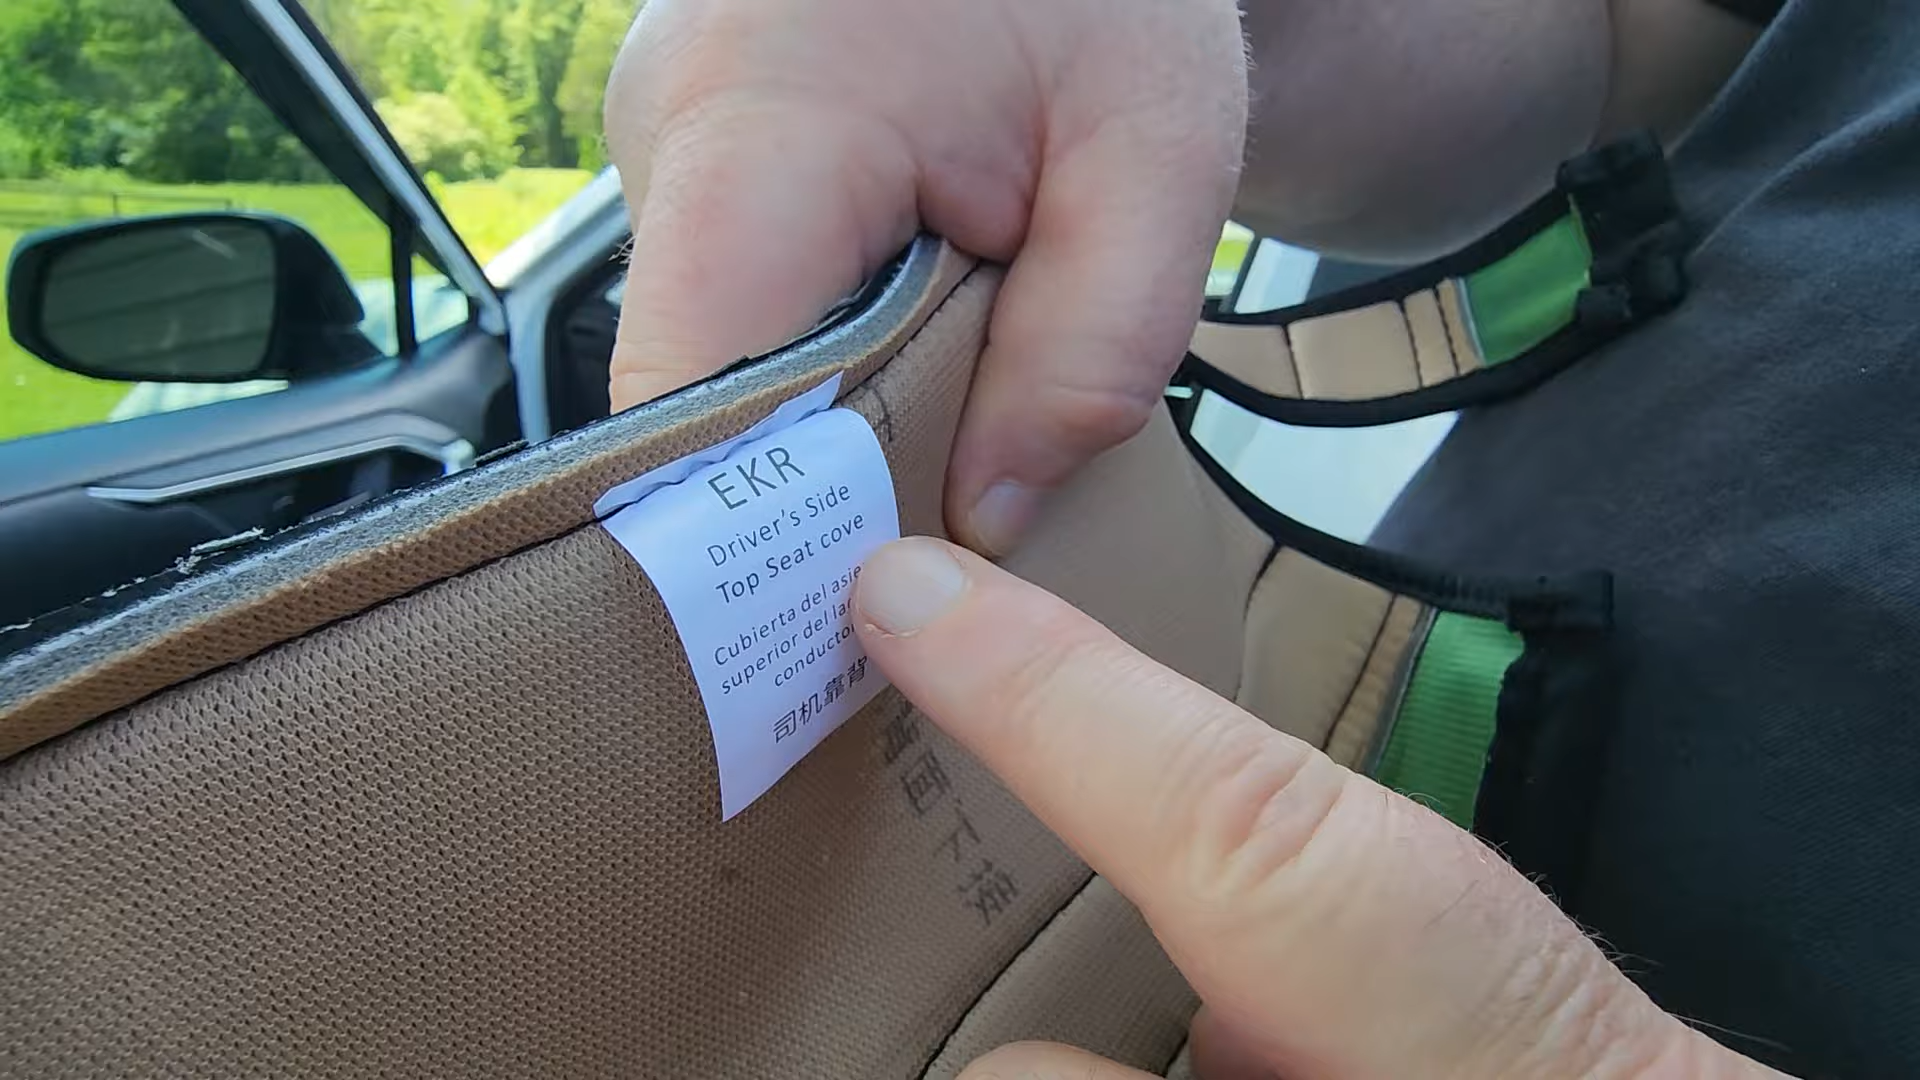 EKR
Driver's Side
Top Seat cove
Cubierta del asie
superior del la
conducto
司机靠背